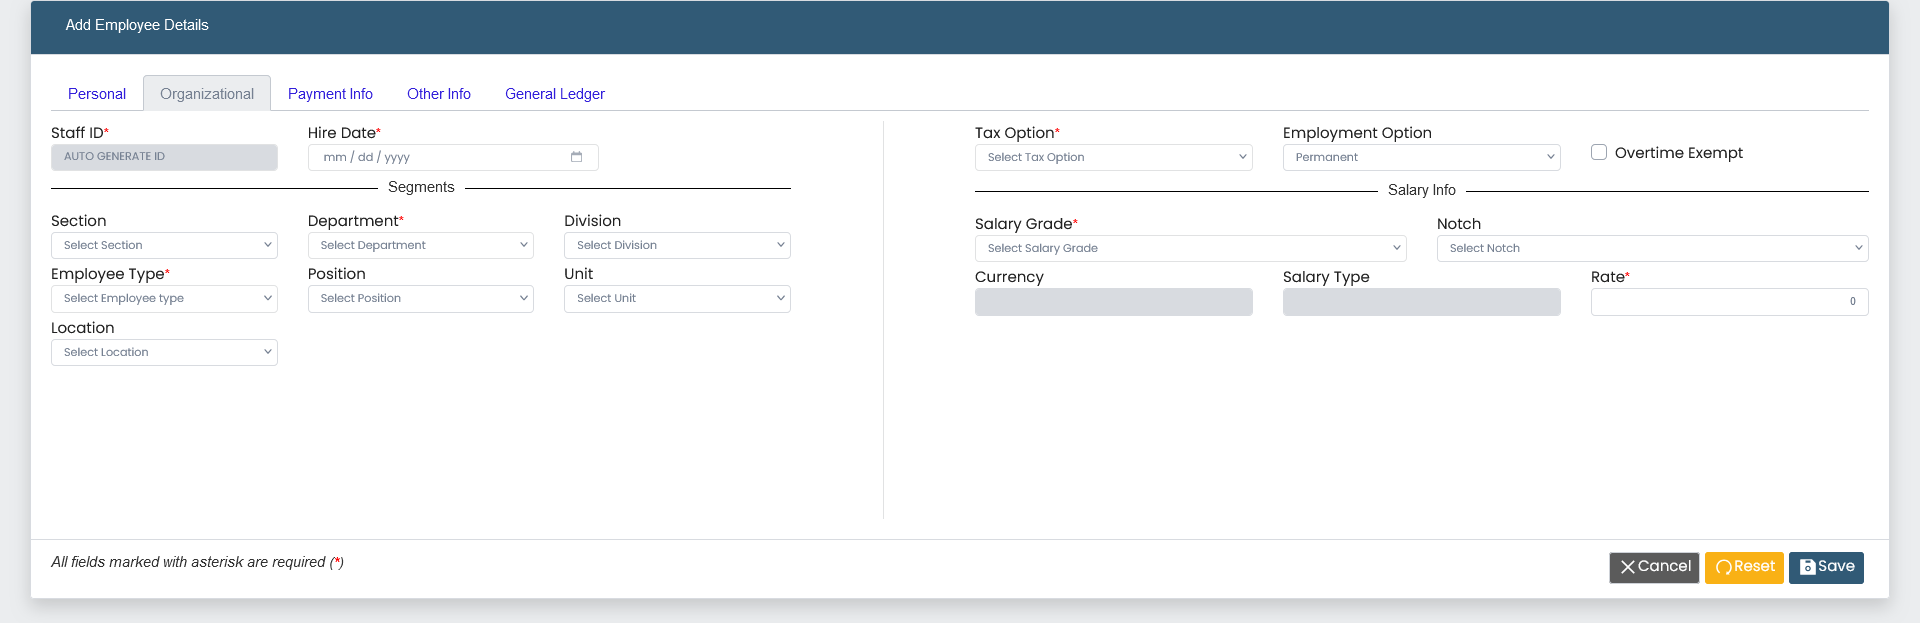 Add Employee Details
Personal Organizational Payment Info Other Info General Ledger
Staff ID* Hire Date*
AUTO GENERATE ID mm / dd / yyyy
Segments
Section Department* Division
Select Section Select Department Select Division
Employee Type* Position Unit
Select Employee type Select Position Select Unit
Location
Select Location
Tax Option* Employment Option
Select Tax Option Permanent Overtime Exempt
Salary Info
Salary Grade* Notch
Select Salary Grade Select Notch
Currency Salary Type Rate*
0
All fields marked with asterisk are required (*)
Cancel Reset Save